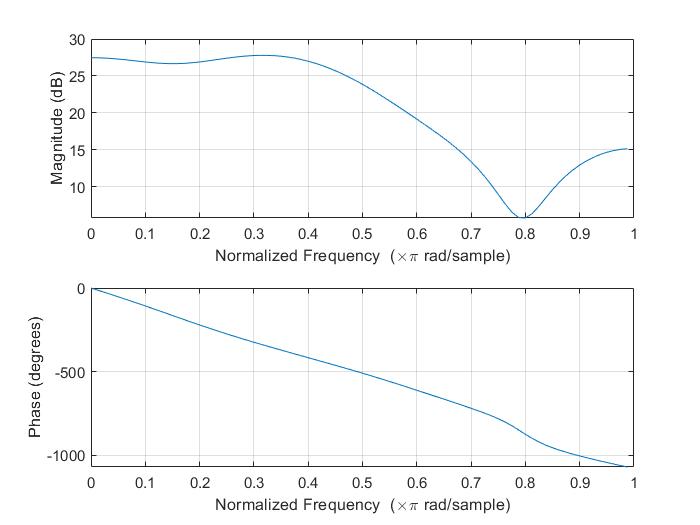 30
25
20
15
10
Magnitude (dB)
0 0.1 0.2 0.3 0.4 0.5 0.6 0.7 0.8 0.9 1
Normalized Frequency (×π rad/sample)
0
-500
-1000
Phase (degrees)
0 0.1 0.2 0.3 0.4 0.5 0.6 0.7 0.8 0.9 1
Normalized Frequency (×π rad/sample)